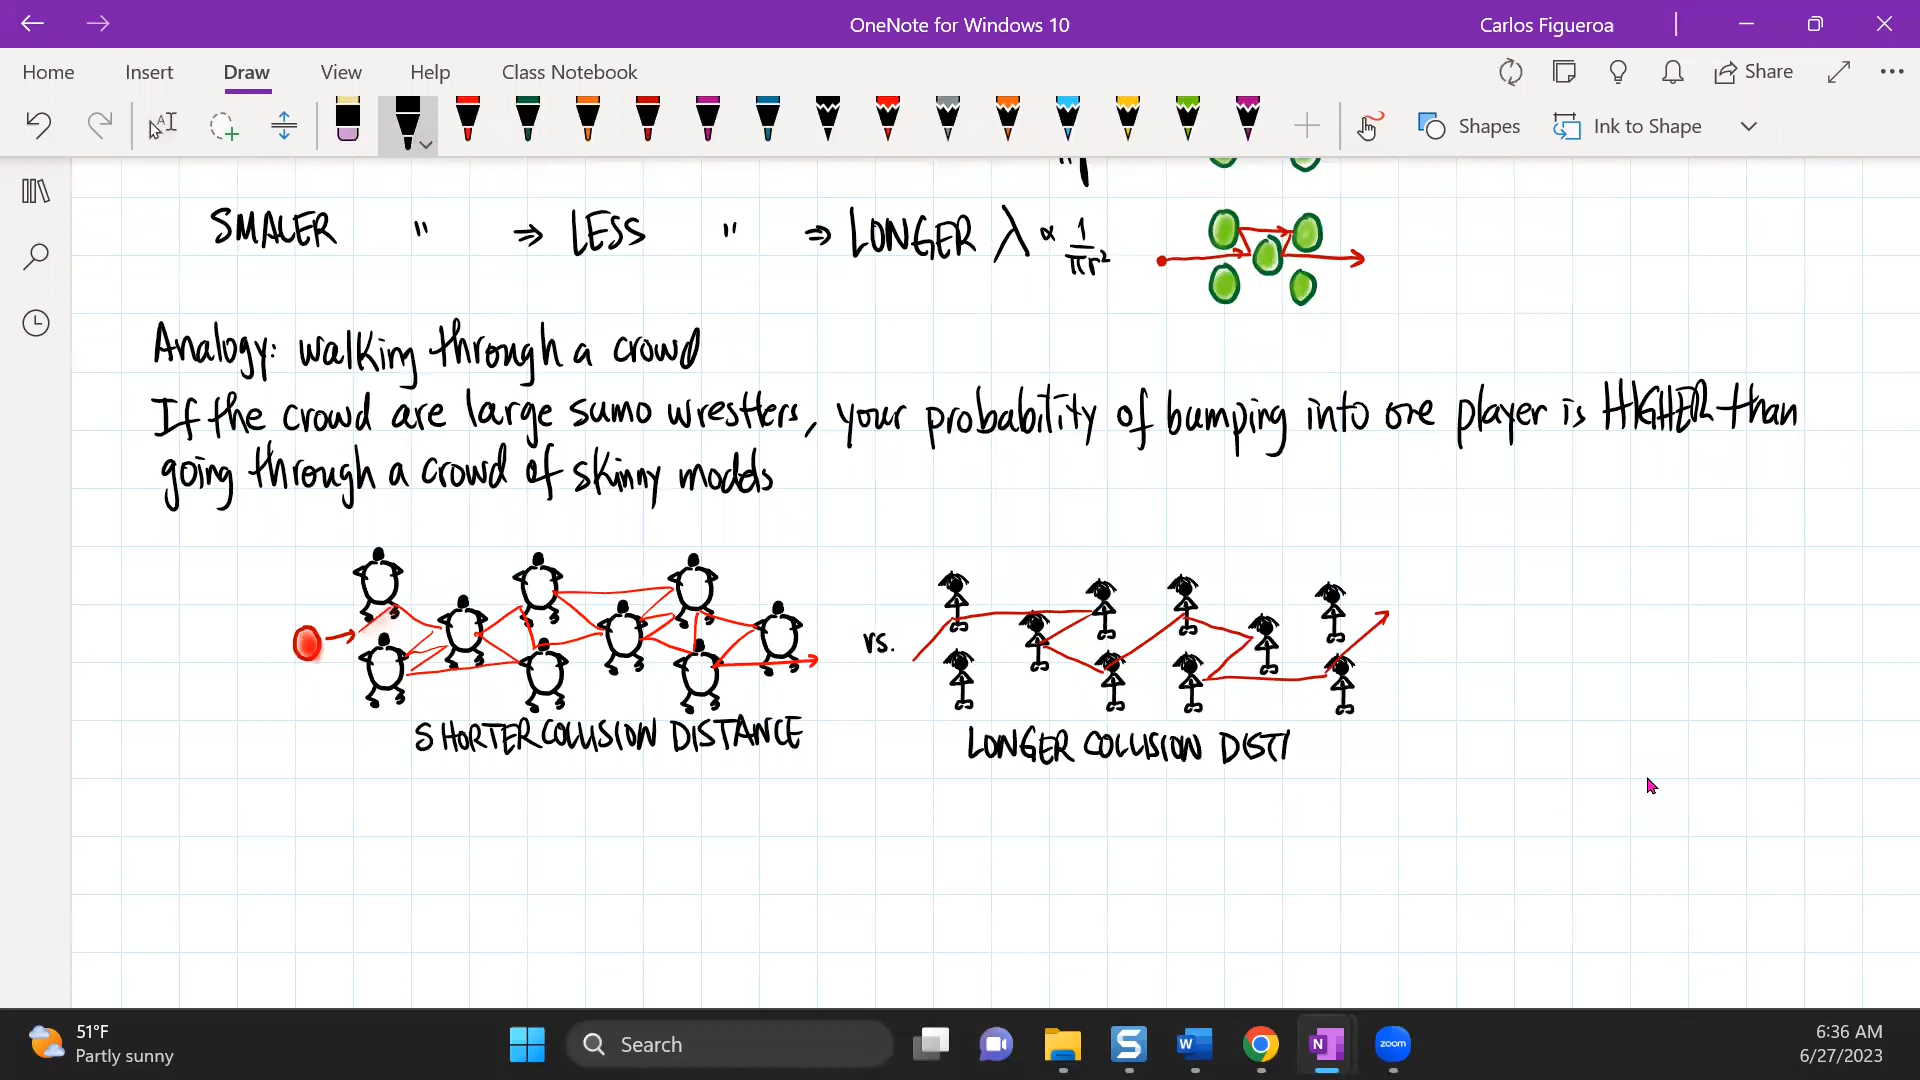 OneNote for Windows 10
Carlos Figueroa
Home Insert Draw View Help Class Notebook Share
Shapes Ink to Shape
SMALLER " ⇒ LESS " ⇒ LONGER λ ∝ 1/πr²
Analogy: walking through a crowd
If the crowd are large sumo wrestlers, your probability of bumping into one player is HIGHER than
going through a crowd of skinny models
vs.
SHORTER COLLISION DISTANCE
LONGER COLLISION DIST
51°F
Partly sunny
Search
zoom
6:36 AM
6/27/2023